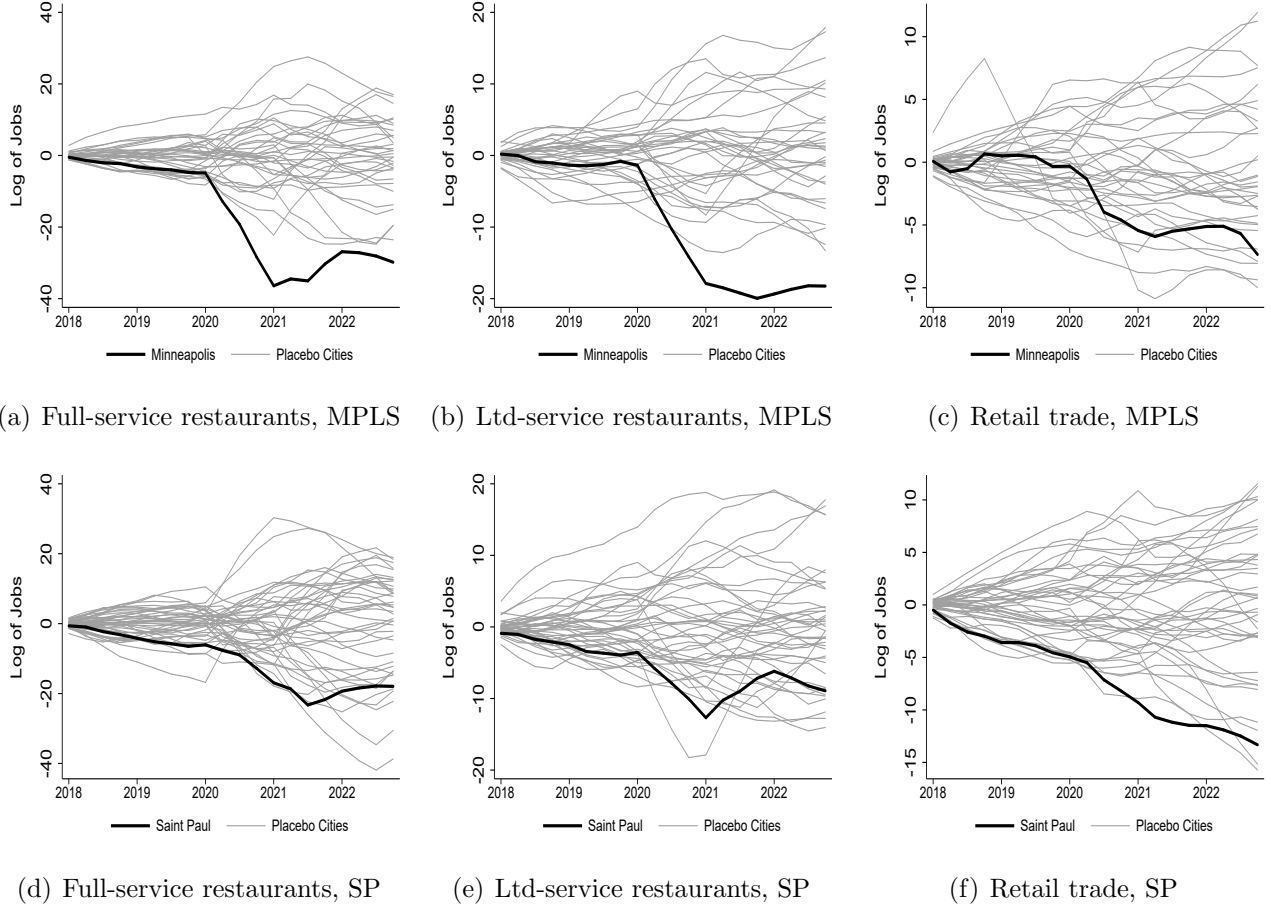 40
20
0
-20
-40
Log of Jobs
2018 2019 2020 2021 2022
Minneapolis Placebo Cities
(a) Full-service restaurants, MPLS
20
10
0
-10
-20
Log of Jobs
2018 2019 2020 2021 2022
Minneapolis Placebo Cities
(b) Ltd-service restaurants, MPLS
10
5
0
-5
-10
Log of Jobs
2018 2019 2020 2021 2022
Minneapolis Placebo Cities
(c) Retail trade, MPLS
40
20
0
-20
-40
Log of Jobs
2018 2019 2020 2021 2022
Saint Paul Placebo Cities
(d) Full-service restaurants, SP
20
10
0
-10
-20
Log of Jobs
2018 2019 2020 2021 2022
Saint Paul Placebo Cities
(e) Ltd-service restaurants, SP
10
5
0
-5
-10
-15
Log of Jobs
2018 2019 2020 2021 2022
Saint Paul Placebo Cities
(f) Retail trade, SP